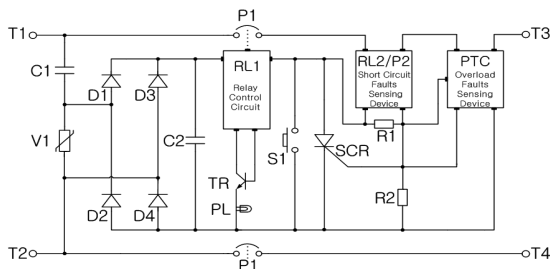 P1
T1
T3
RL1
Relay
Control
Circuit
RL2/P2
Short Circuit
Faults
Sensing
Device
PTC
Overload
Faults
Sensing
Device
C1
D1
D3
V1
C2
S1
R1
SCR
TR
PL
R2
D2
D4
T2
P1
T4